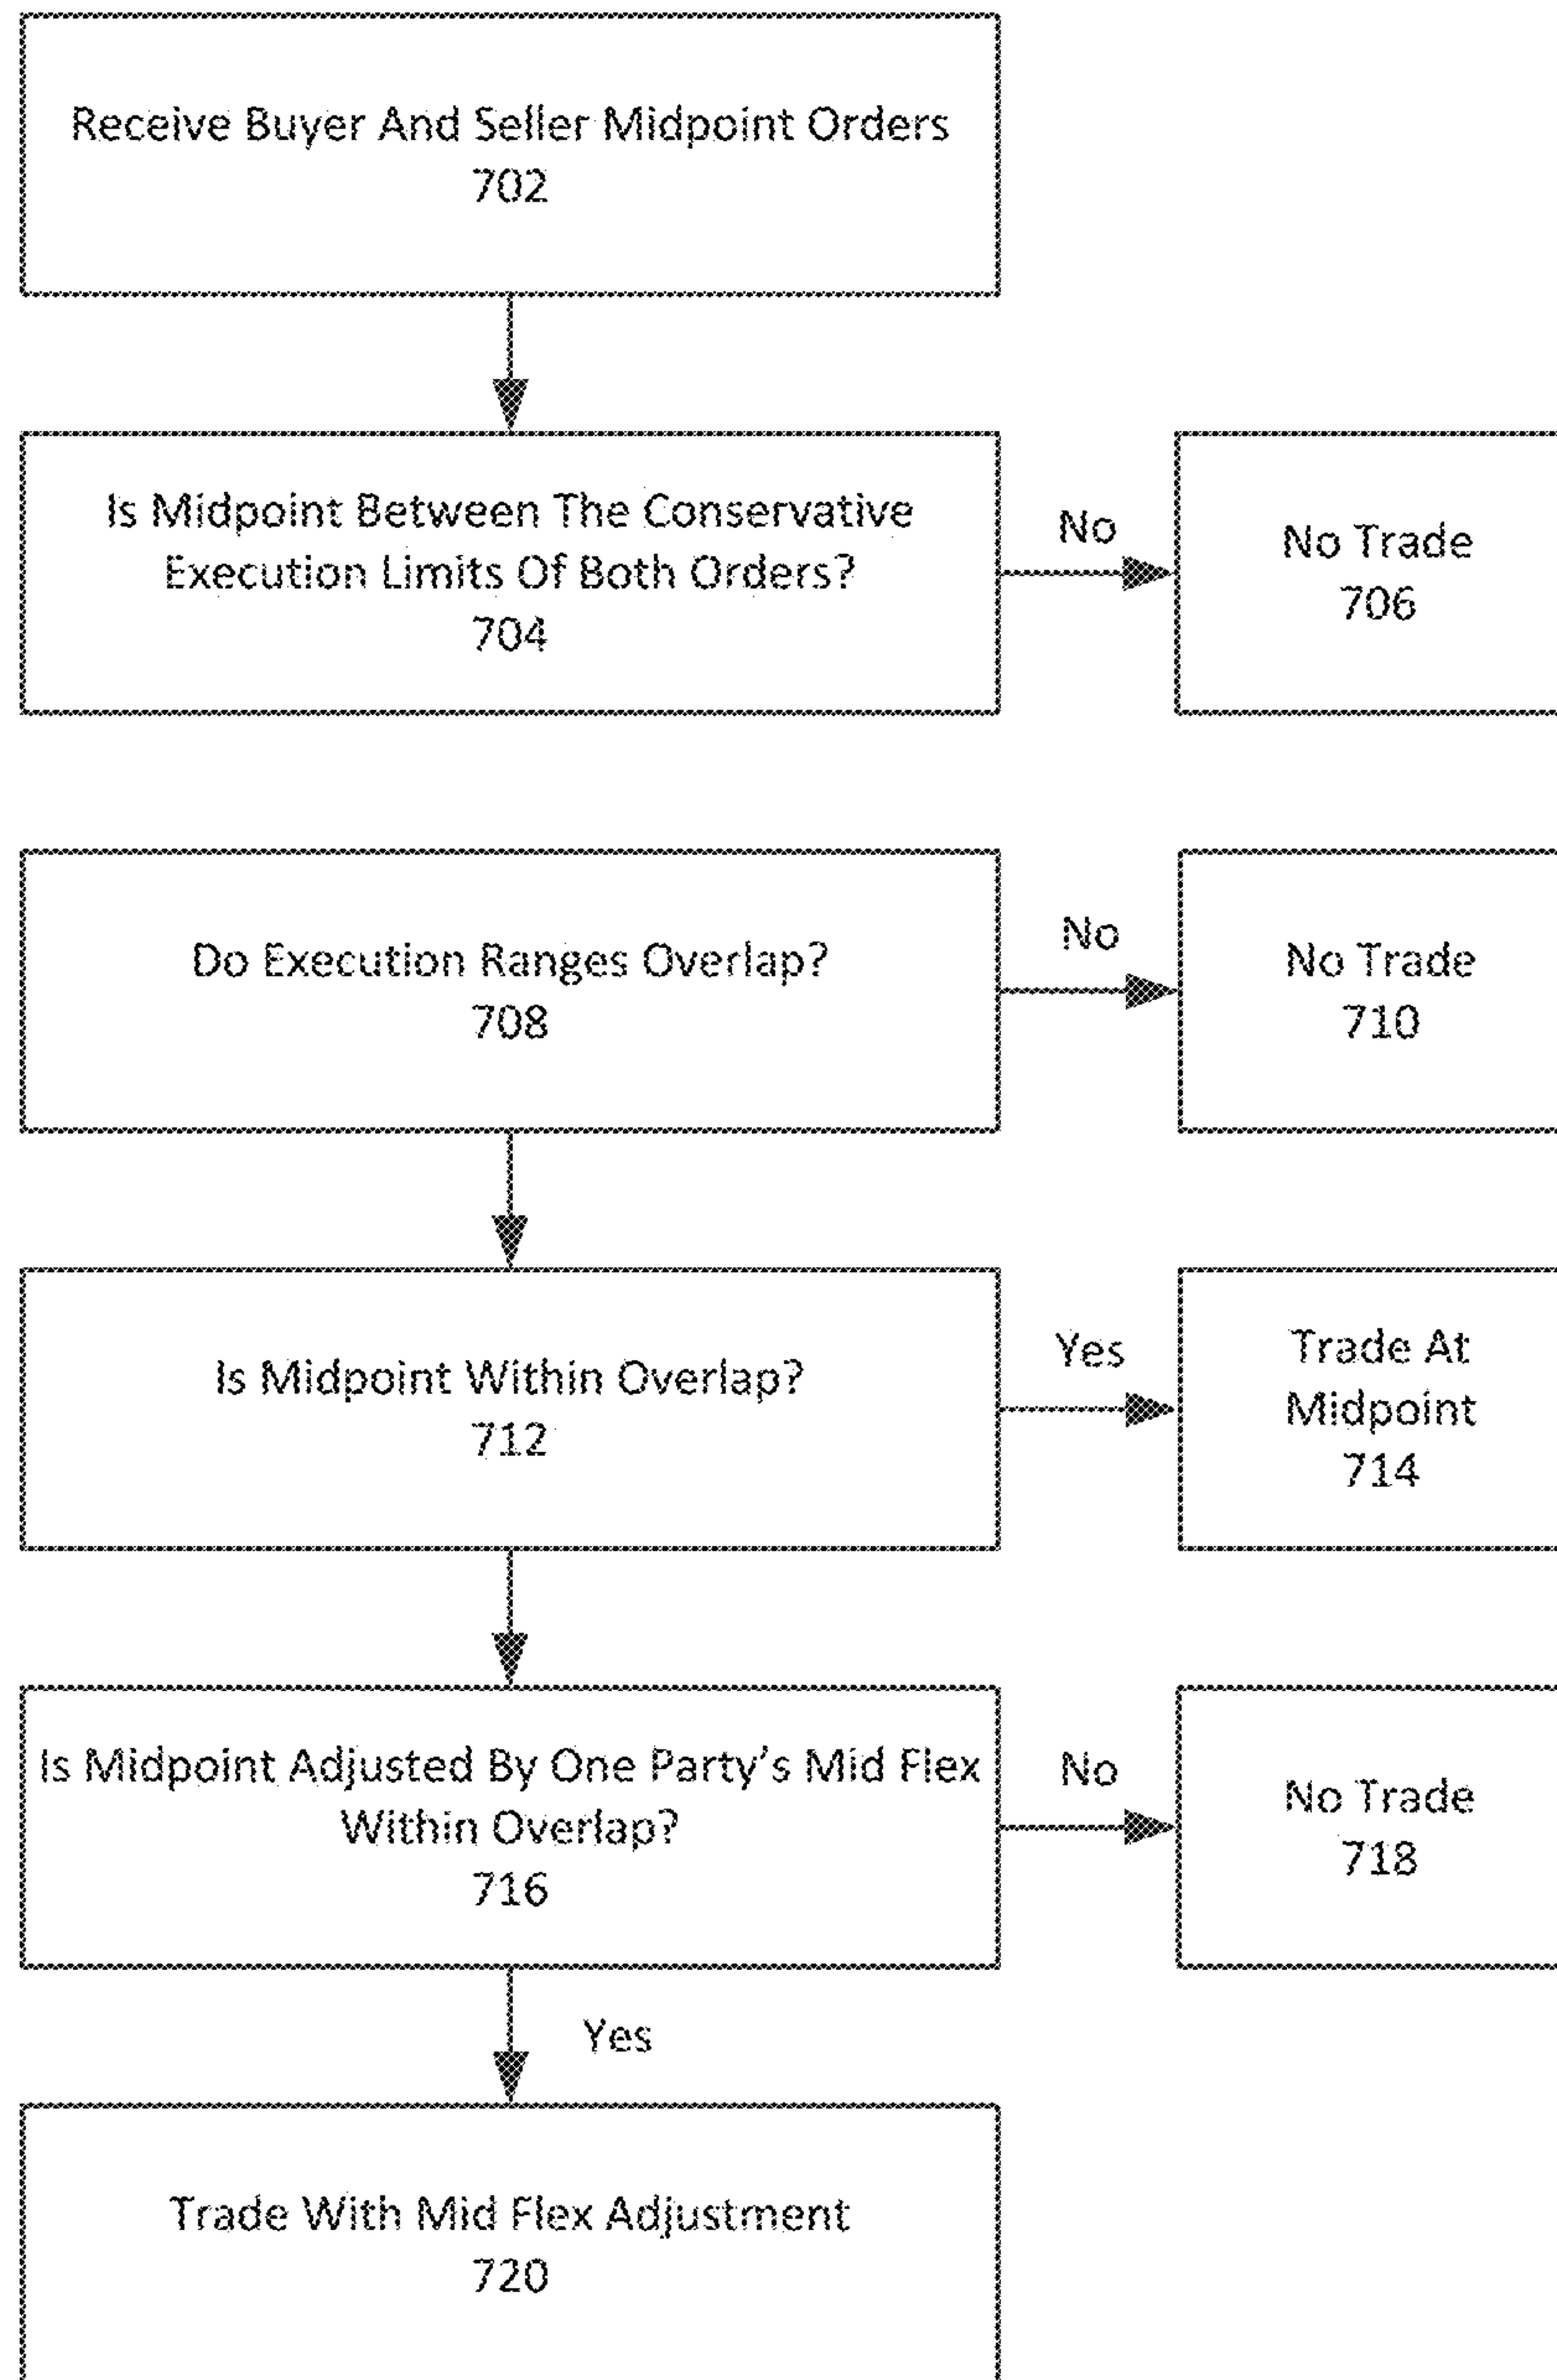 Receive Buyer And Seller Midpoint Orders
702
Is Midpoint Between The Conservative
Execution Limits Of Both Orders?
704
No
No Trade
706
Do Execution Ranges Overlap?
708
No
No Trade
710
Is Midpoint Within Overlap?
712
Yes
Trade At
Midpoint
714
Is Midpoint Adjusted By One Party's Mid Flex
Within Overlap?
716
No
No Trade
718
Yes
Trade With Mid Flex Adjustment
720